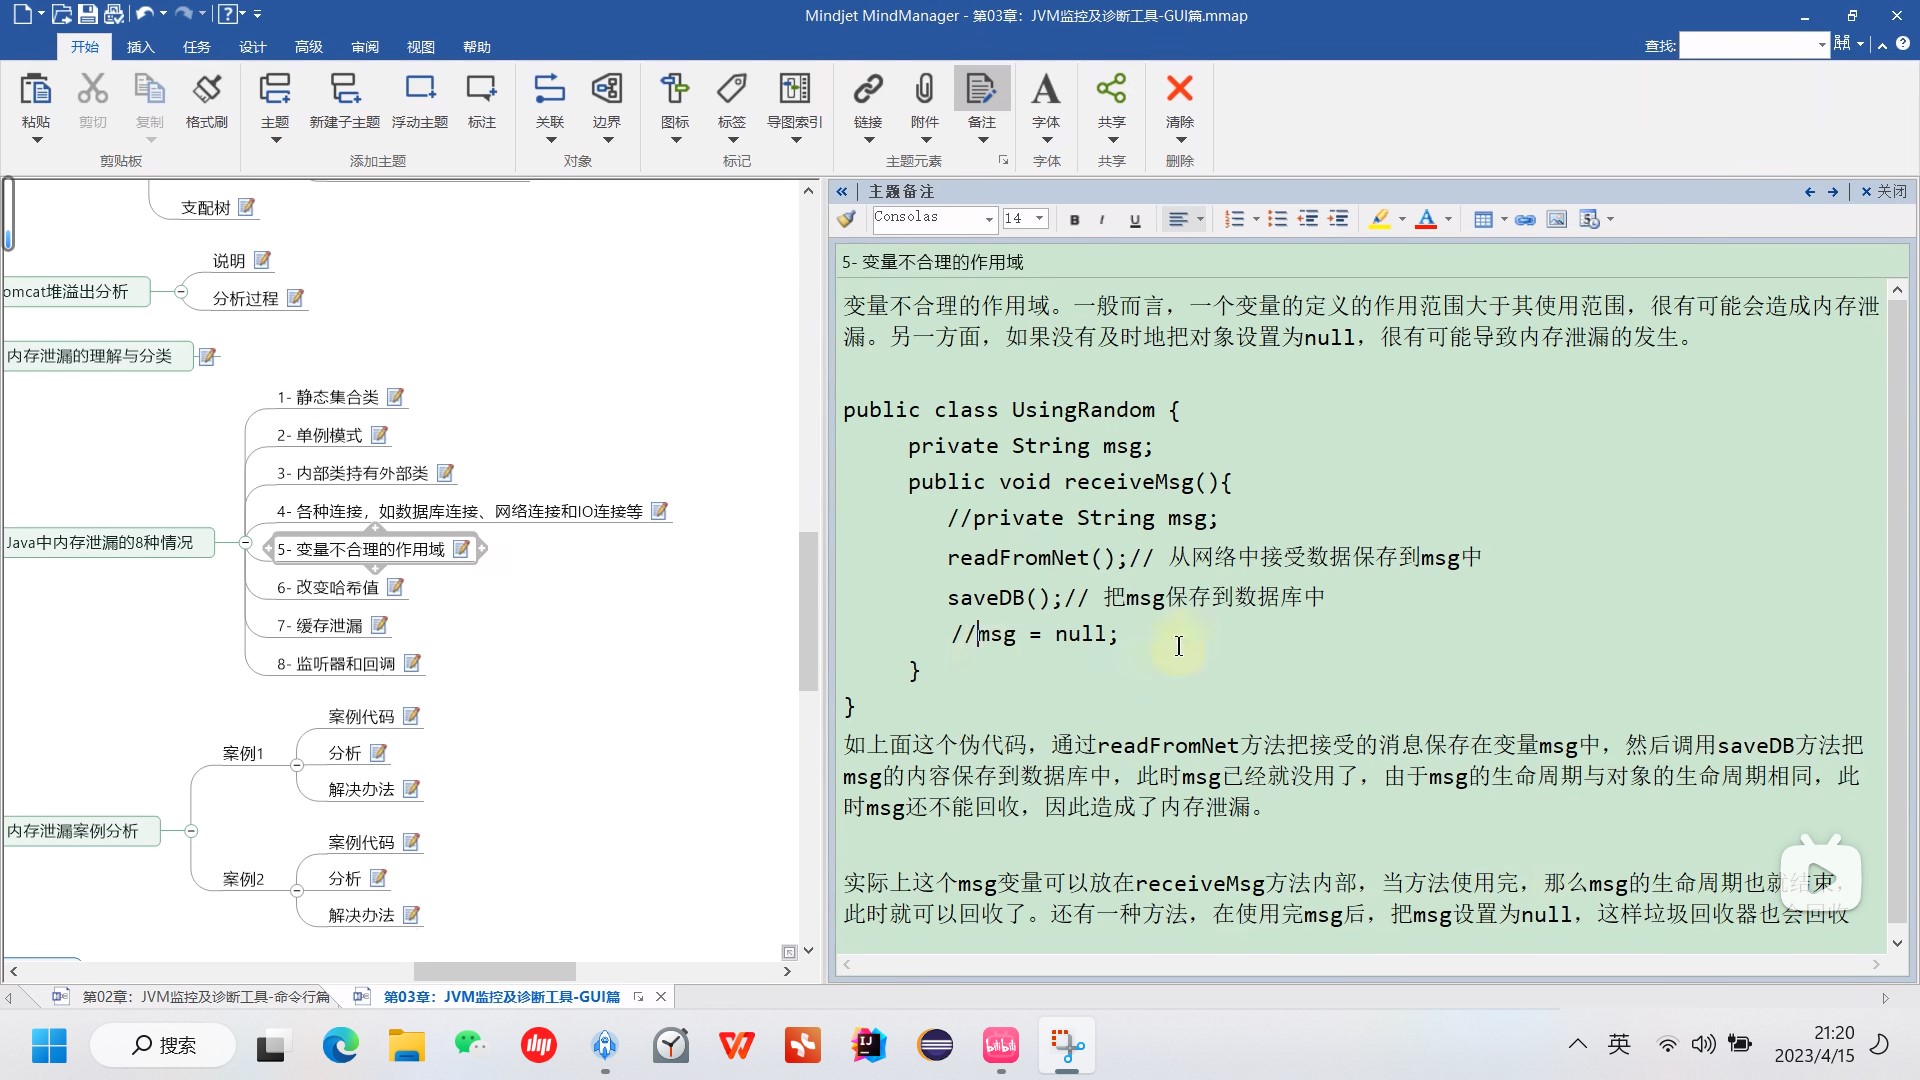 Mindjet MindManager - 第03章：JVM监控及诊断工具-GUI篇.mmap
开始 插入 任务 设计 高级 审阅 视图 帮助
查找:
粘贴 剪切 复制 格式刷 主题 新建子主题 浮动主题 标注 关联 边界 图标 标签 导图索引 链接 附件 备注 字体 共享 清除
剪贴板 添加主题 对象 标记 主题元素 字体 共享 删除
支配树
说明
omcat堆溢出分析
分析过程
内存泄漏的理解与分类
1- 静态集合类
2- 单例模式
3- 内部类持有外部类
4- 各种连接，如数据库连接、网络连接和IO连接等
Java中内存泄漏的8种情况
5- 变量不合理的作用域
6- 改变哈希值
7- 缓存泄漏
8- 监听器和回调
案例代码
案例1
分析
解决办法
内存泄漏案例分析
案例代码
案例2
分析
解决办法
主题备注
关闭
Consolas 14 B I U
5- 变量不合理的作用域
变量不合理的作用域。一般而言，一个变量的定义的作用范围大于其使用范围，很有可能会造成内存泄
漏。另一方面，如果没有及时地把对象设置为null，很有可能导致内存泄漏的发生。
public class UsingRandom {
private String msg;
public void receiveMsg(){
//private String msg;
readFromNet();// 从网络中接受数据保存到msg中
saveDB();// 把msg保存到数据库中
//msg = null;
}
}
如上面这个伪代码，通过readFromNet方法把接受的消息保存在变量msg中，然后调用saveDB方法把
msg的内容保存到数据库中，此时msg已经就没用了，由于msg的生命周期与对象的生命周期相同，此
时msg还不能回收，因此造成了内存泄漏。
实际上这个msg变量可以放在receiveMsg方法内部，当方法使用完，那么msg的生命周期也就结束，
此时就可以回收了。还有一种方法，在使用完msg后，把msg设置为null，这样垃圾回收器也会回收
第02章：JVM监控及诊断工具-命令行篇
第03章：JVM监控及诊断工具-GUI篇
搜索
英
21:20
2023/4/15